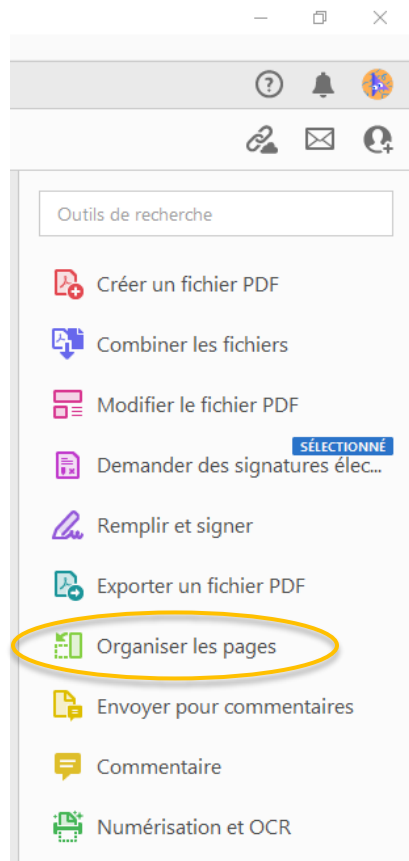 Outils de recherche
Créer un fichier PDF
Combiner les fichiers
Modifier le fichier PDF
SÉLECTIONNÉ
Demander des signatures élec...
Remplir et signer
Exporter un fichier PDF
Organiser les pages
Envoyer pour commentaires
Commentaire
Numérisation et OCR